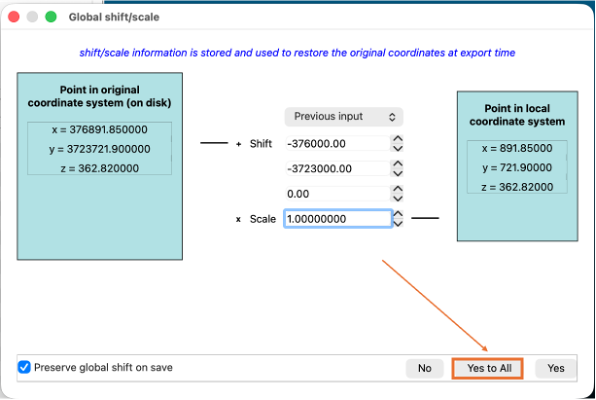 Global shift/scale
shift/scale information is stored and used to restore the original coordinates at export time
Point in original
coordinate system (on disk)
x = 376891.850000
y = 3723721.900000
z = 362.820000
Previous input
+ Shift -376000.00
-3723000.00
0.00
x Scale 1.00000000
Point in local
coordinate system
x = 891.85000
y = 721.90000
z = 362.82000
Preserve global shift on save
No
Yes to All
Yes